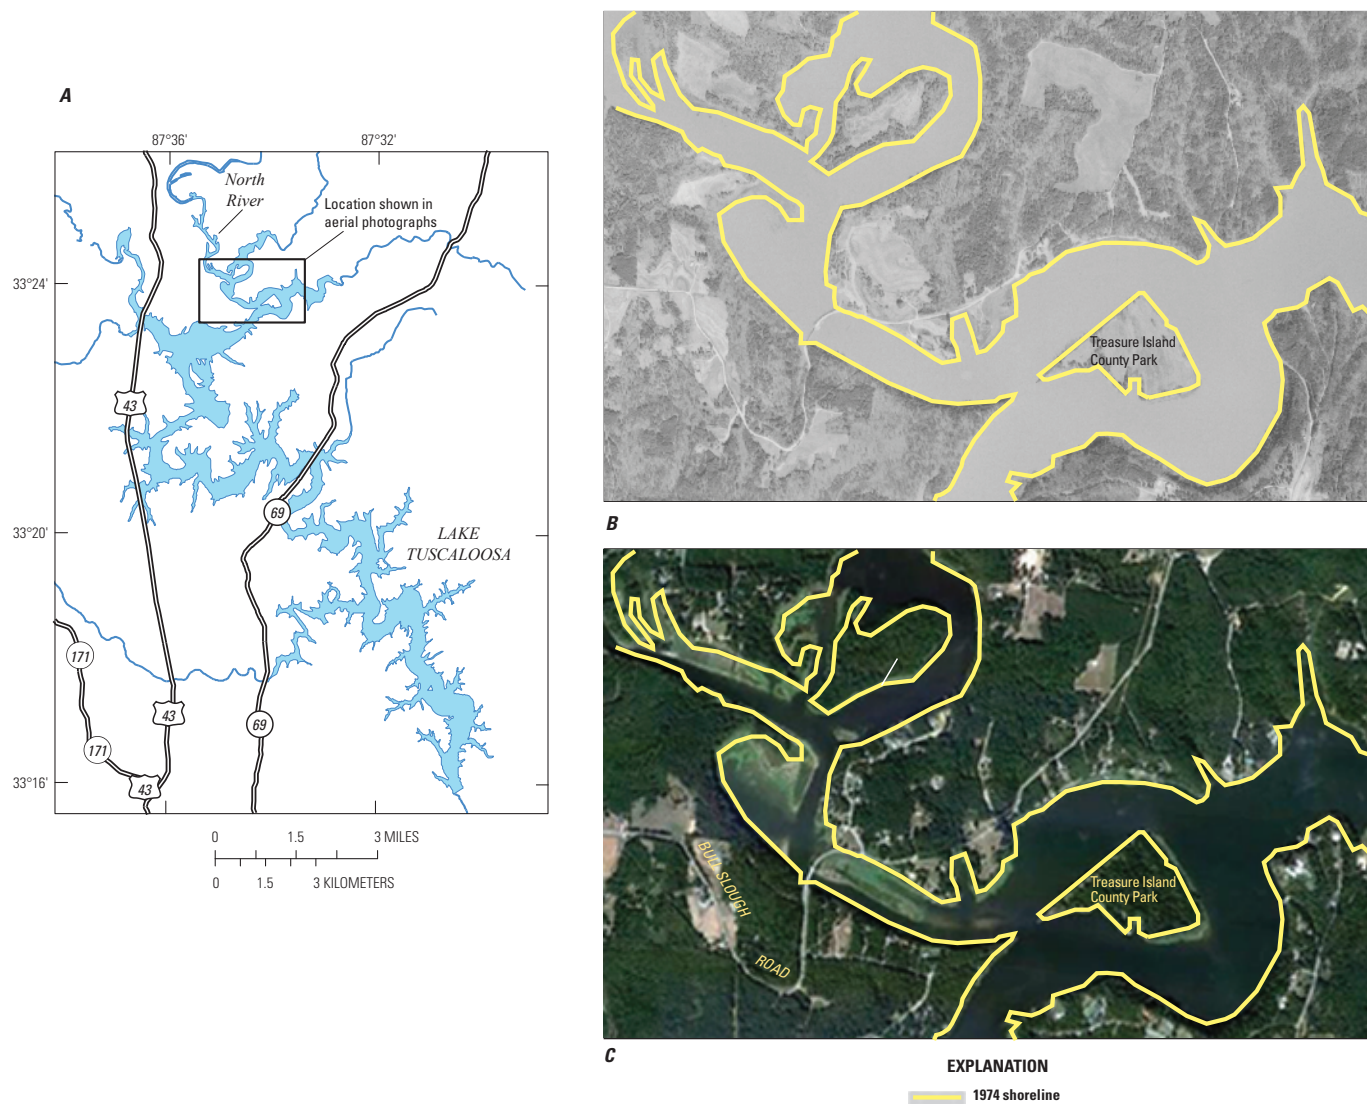 A
87°36'
87°32'
North
River
Location shown in
aerial photographs
33°24'
43
69
33°20'
LAKE
TUSCALOOSA
171
43
69
171
43
33°16'
0 1.5 3 MILES
0 1.5 3 KILOMETERS
Treasure Island
County Park
B
Treasure Island
County Park
BULL SLOUGH
ROAD
C
EXPLANATION
1974 shoreline